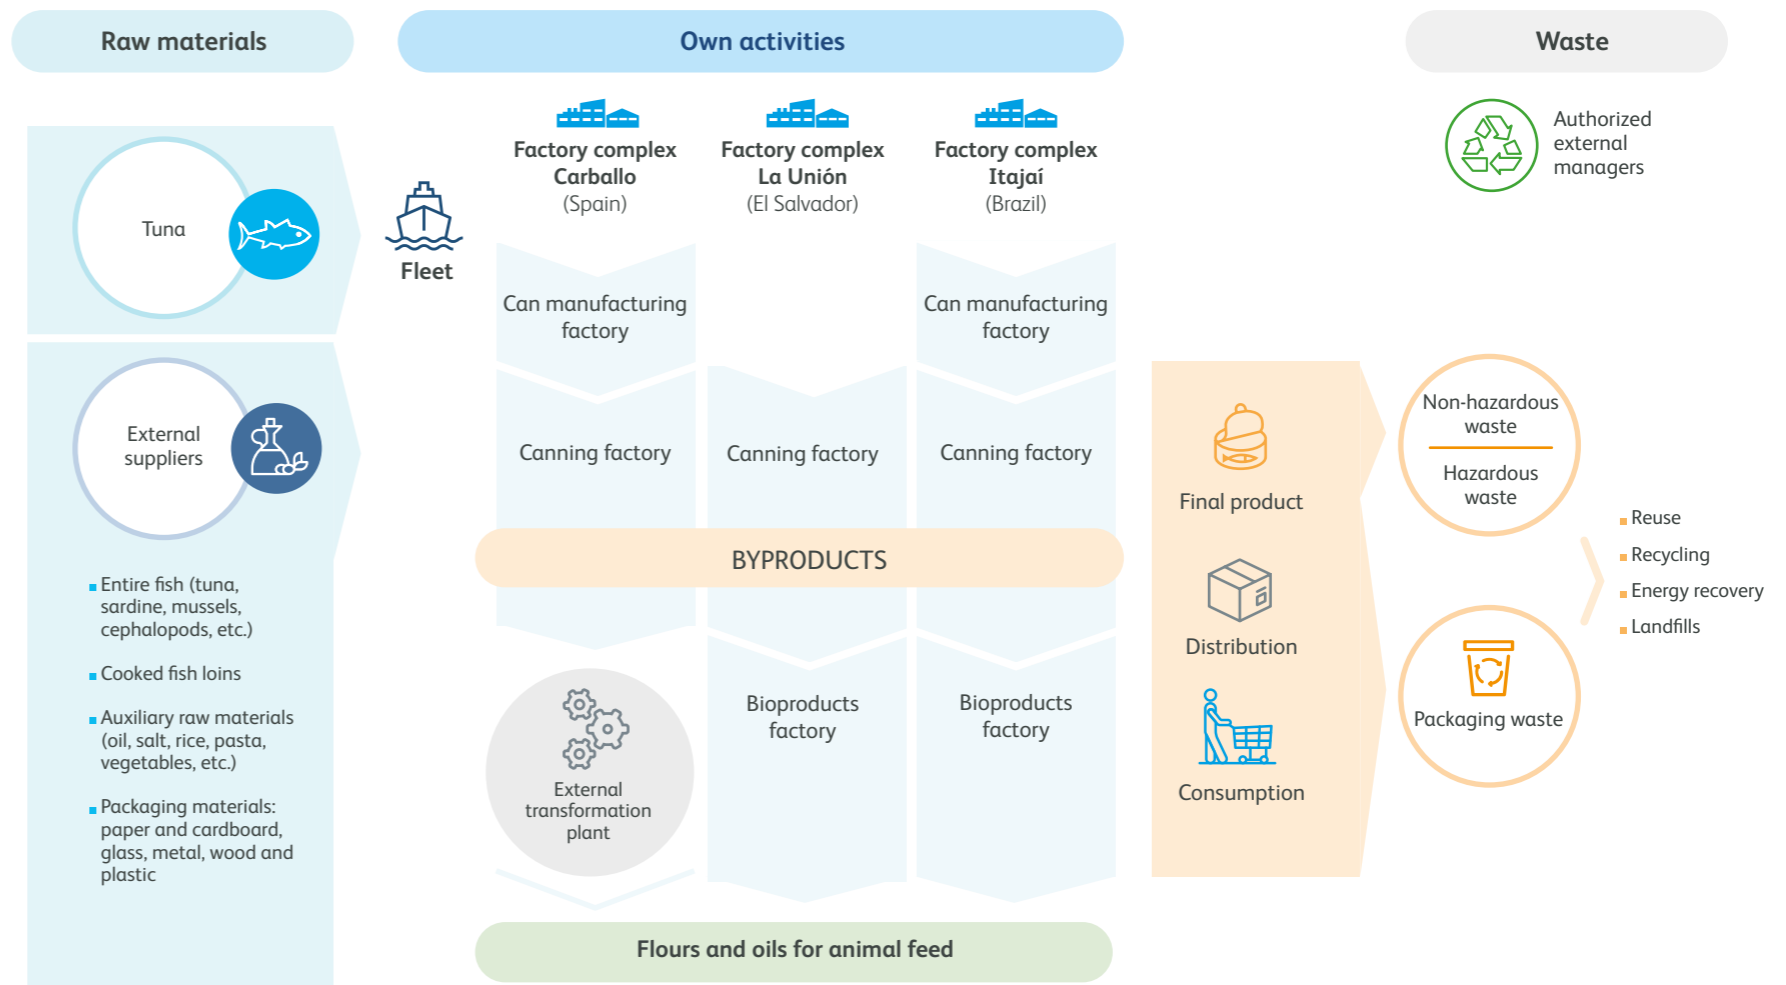 Raw materials
Own activities
Waste
Tuna
External
suppliers
Entire fish (tuna,
sardine, mussels,
cephalopods, etc.)
Cooked fish loins
Auxiliary raw materials
(oil, salt, rice, pasta,
vegetables, etc.)
Packaging materials:
paper and cardboard,
glass, metal, wood and
plastic
Fleet
Factory complex
Carballo
(Spain)
Factory complex
La Unión
(El Salvador)
Factory complex
Itajaí
(Brazil)
Can manufacturing
factory
Can manufacturing
factory
Canning factory
Canning factory
Canning factory
BYPRODUCTS
External
transformation
plant
Bioproducts
factory
Bioproducts
factory
Flours and oils for animal feed
Final product
Distribution
Consumption
Authorized
external
managers
Non-hazardous
waste
Hazardous
waste
Packaging waste
Reuse
Recycling
Energy recovery
Landfills